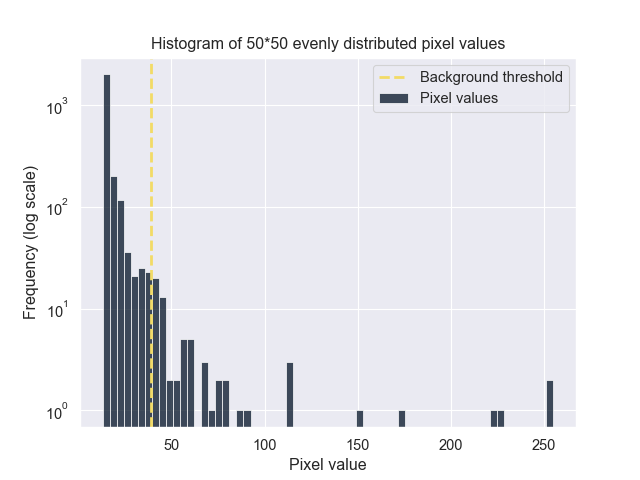 Histogram of 50*50 evenly distributed pixel values
Background threshold
Pixel values
Frequency (log scale)
10³
10²
10¹
10⁰
50 100 150 200 250
Pixel value